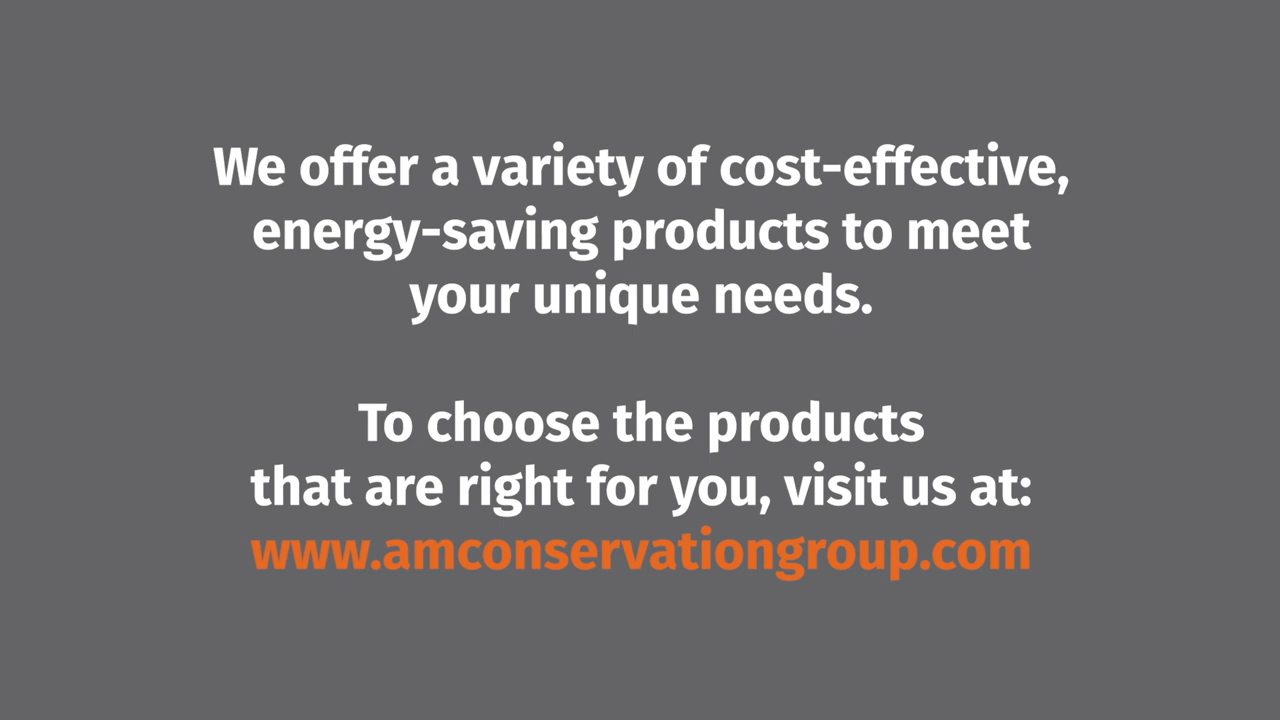 We offer a variety of cost-effective,
energy-saving products to meet
your unique needs.
To choose the products
that are right for you, visit us at:
www.amconservationgroup.com